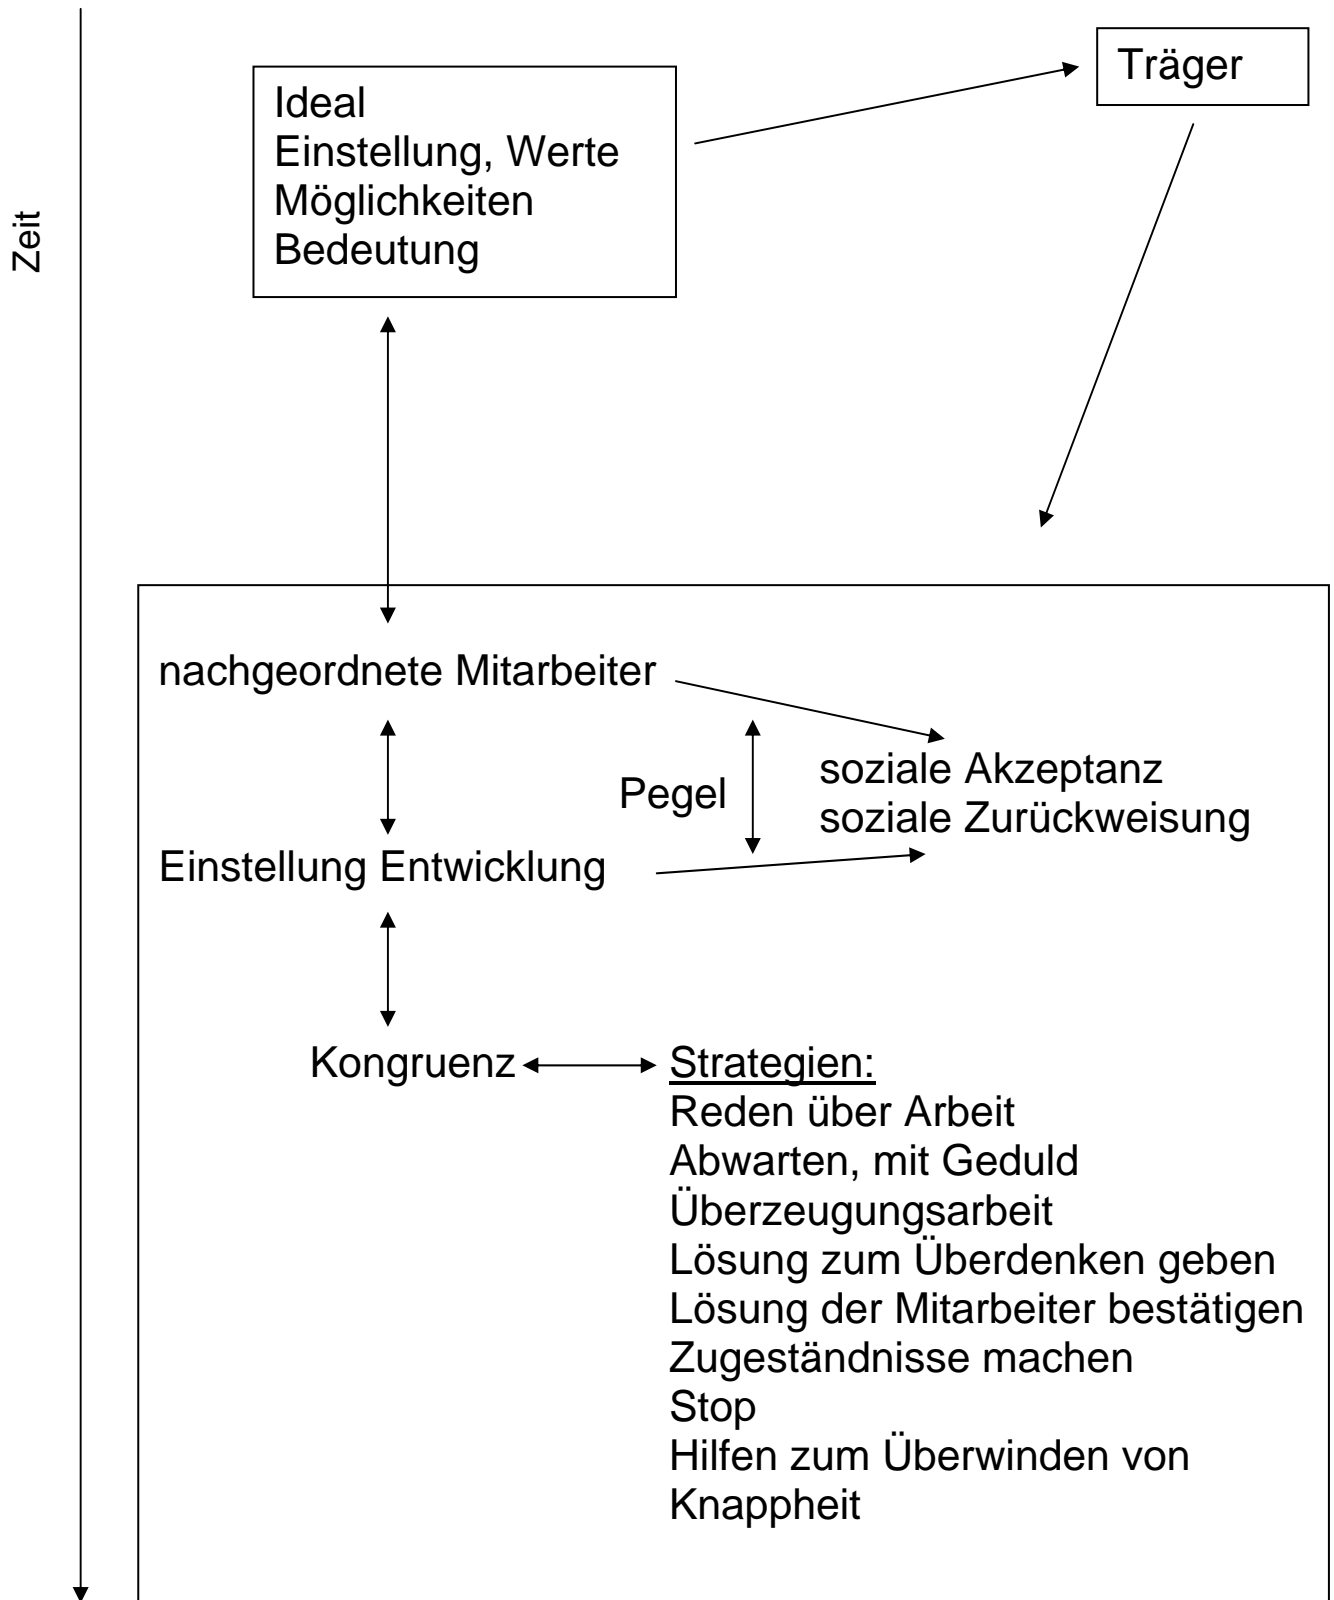 Zeit
Ideal
Einstellung, Werte
Möglichkeiten
Bedeutung
Träger
nachgeordnete Mitarbeiter
Pegel
soziale Akzeptanz
soziale Zurückweisung
Einstellung Entwicklung
Kongruenz
Strategien:
Reden über Arbeit
Abwarten, mit Geduld
Überzeugungsarbeit
Lösung zum Überdenken geben
Lösung der Mitarbeiter bestätigen
Zugeständnisse machen
Stop
Hilfen zum Überwinden von
Knappheit